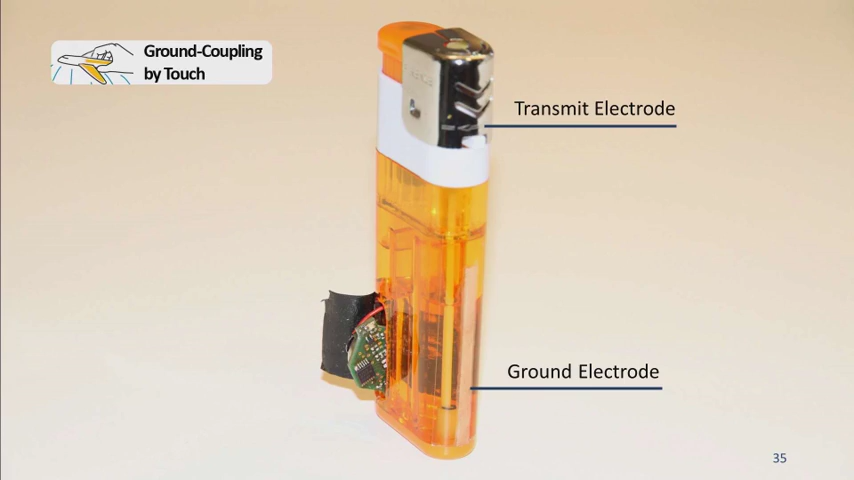 Ground-Coupling
by Touch
Transmit Electrode
Ground Electrode
35